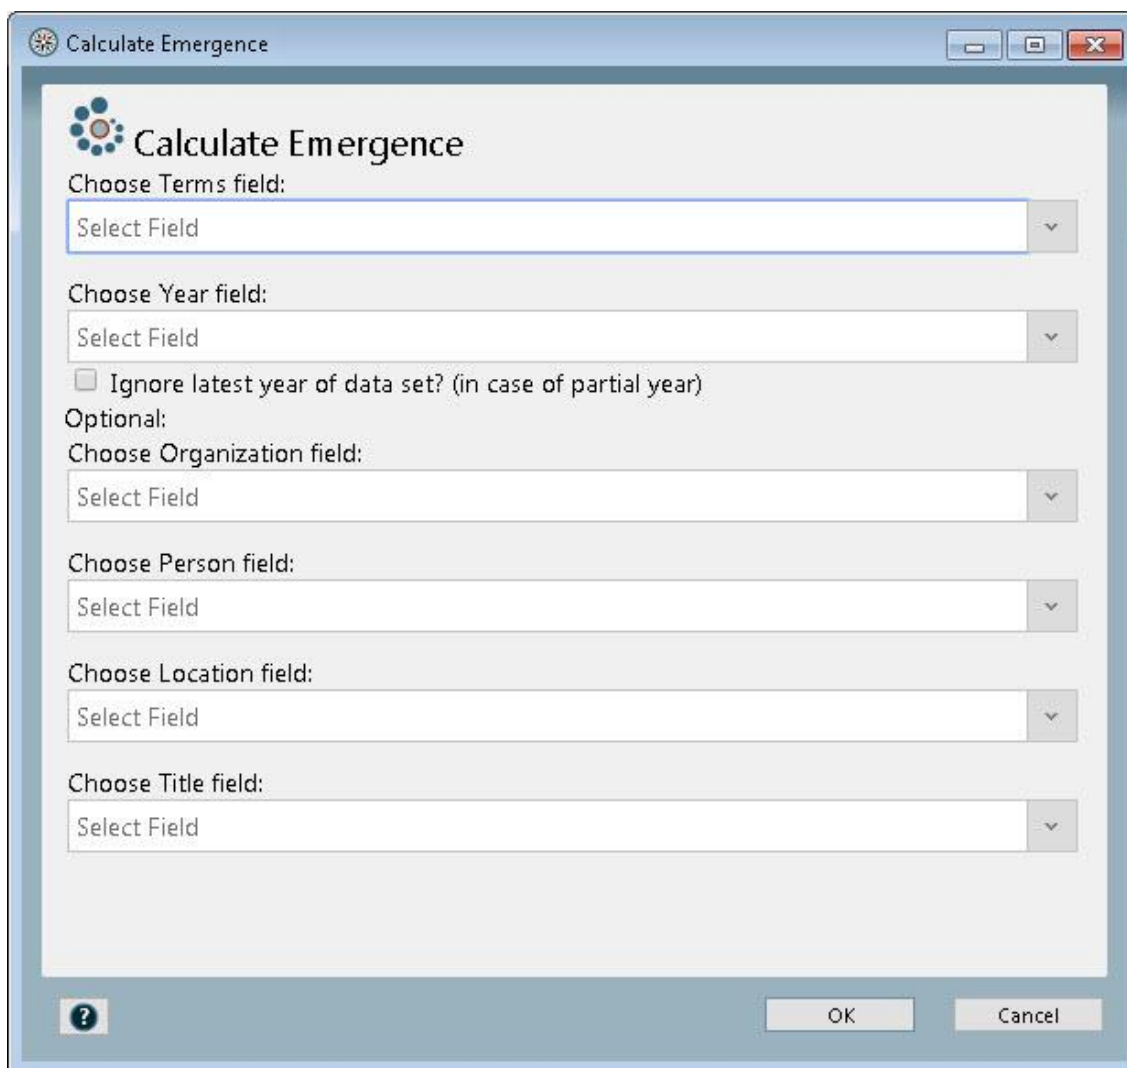 Calculate Emergence
Calculate Emergence
Choose Terms field:
Select Field
Choose Year field:
Select Field
Ignore latest year of data set? (in case of partial year)
Optional:
Choose Organization field:
Select Field
Choose Person field:
Select Field
Choose Location field:
Select Field
Choose Title field:
Select Field
?
OK
Cancel